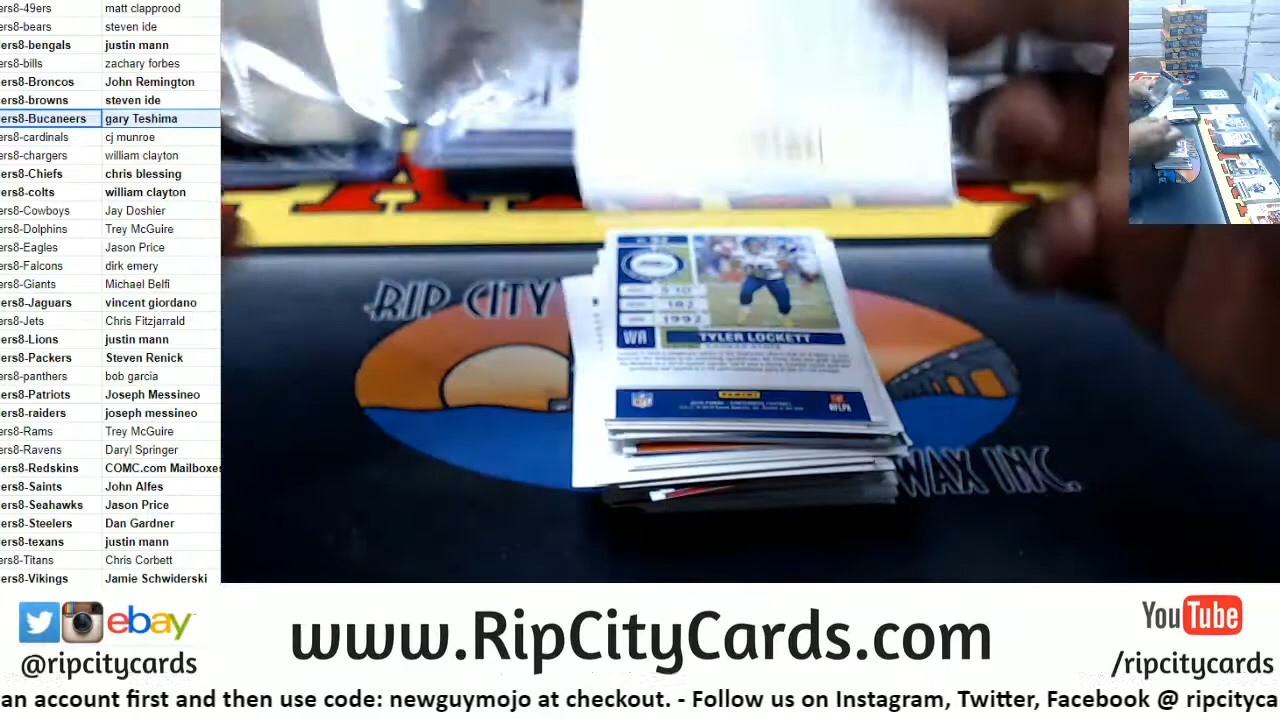 ers8-49ers matt clapprood
ers8-bears steven ide
ers8-bengals justin mann
ers8-bills zachary forbes
ers8-Broncos John Remington
ers8-browns steven ide
ers8-Bucaneers gary Teshima
ers8-cardinals cj munroe
ers8-chargers william clayton
ers8-Chiefs chris blessing
ers8-colts william clayton
ers8-Cowboys Jay Doshier
ers8-Dolphins Trey McGuire
ers8-Eagles Jason Price
ers8-Falcons dirk emery
ers8-Giants Michael Belfi
ers8-Jaguars vincent giordano
ers8-Jets Chris Fitzjarrald
ers8-Lions justin mann
ers8-Packers Steven Renick
ers8-panthers bob garcia
ers8-Patriots Joseph Messineo
ers8-raiders joseph messineo
ers8-Rams Trey McGuire
ers8-Ravens Daryl Springer
ers8-Redskins COMC.com Mailboxes
ers8-Saints John Alfes
ers8-Seahawks Jason Price
ers8-Steelers Dan Gardner
ers8-texans justin mann
ers8-Titans Chris Corbett
ers8-Vikings Jamie Schwiderski
RIP CITY
WAX INC.
5-10
182
1992
WR TYLER LOCKETT
PANINI
NFL
NFLPA
ebay
@ripcitycards
www.RipCityCards.com
YouTube
/ripcitycards
an account first and then use code: newguymojo at checkout. - Follow us on Instagram, Twitter, Facebook @ ripcityca